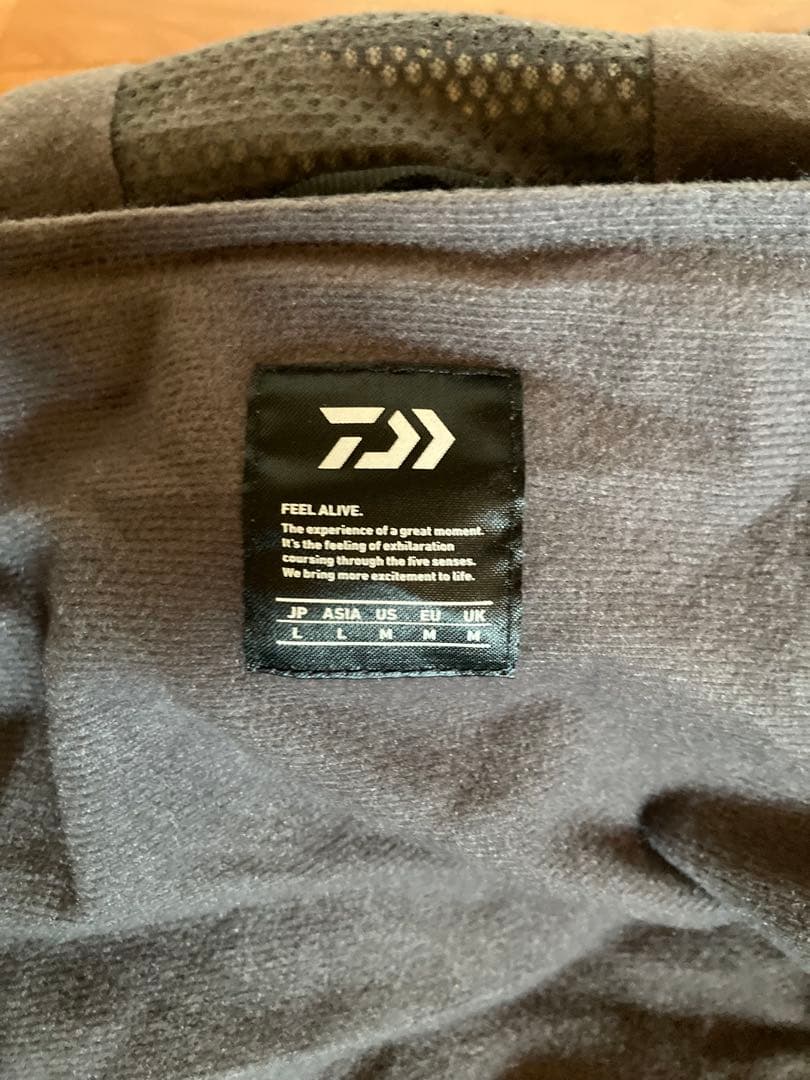 FEEL ALIVE.
The experience of a great moment.
It's the feeling of exhilaration
coursing through the five senses.
We bring more excitement to life.
JP ASIA US EU UK
L L M M M